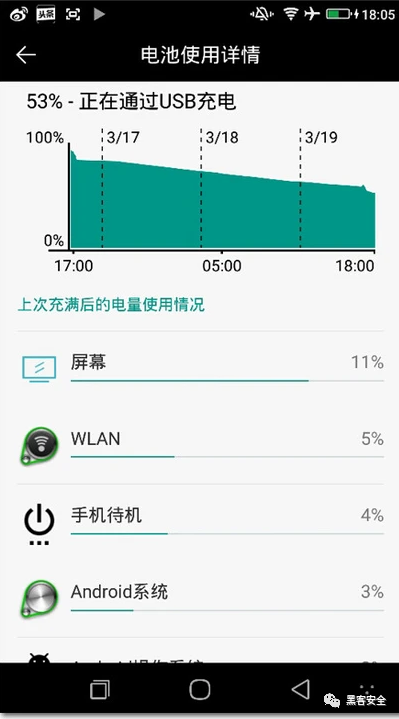 头条
18:05
电池使用详情
53% - 正在通过USB充电
100%
3/17
3/18
3/19
0%
17:00
05:00
18:00
上次充满后的电量使用情况
屏幕
11%
WLAN
5%
手机待机
4%
Android系统
3%
黑客安全